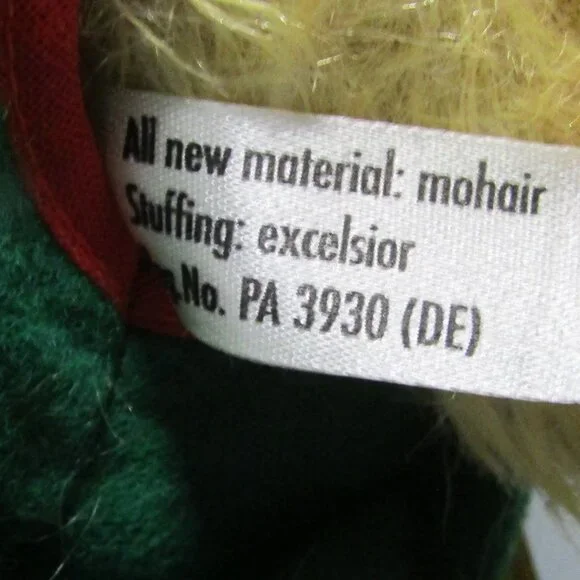 All new material: mohair
Stuffing: excelsior
No. PA 3930 (DE)